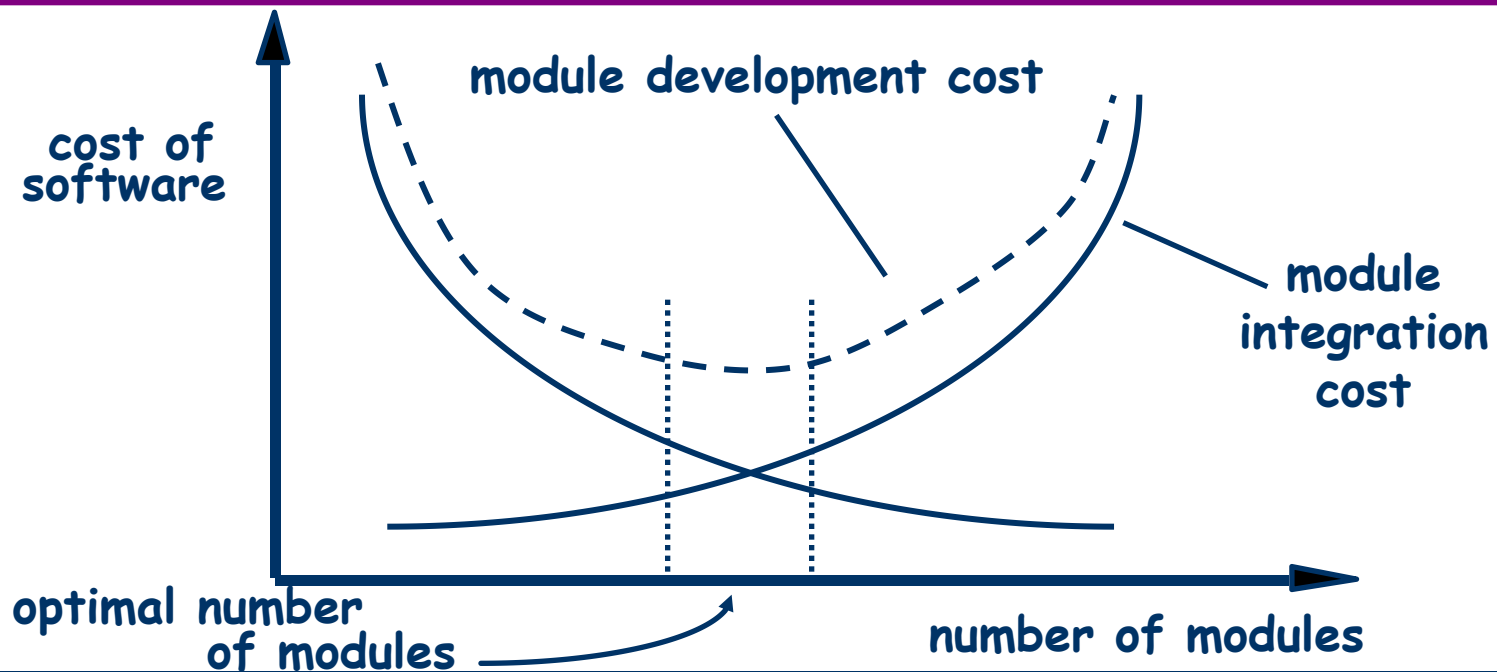 module development cost
cost of
software
module
integration
cost
optimal number
of modules
number of modules